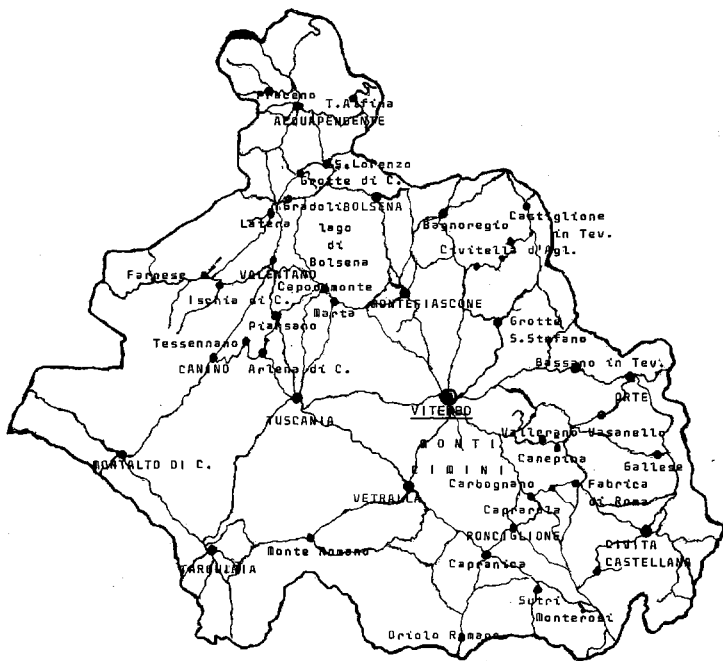 Proceno
T.Alfina
ACQUAPENDENTE
S.Lorenzo
Grotte di C.
Gradoli
BOLSENA
Latera
lago
di
Bolsena
Bagnoregio
Castiglione
in Tev.
Civitella d'Agl.
Farnese
VALENTANO
Ischia di C.
Capodimonte
Marta
MONTEFIASCONE
Piansano
Grotte
S.Stefano
Tessennano
CANINO
Arlena di C.
Bassano in Tev.
ORTE
TUSCANIA
VITERBO
Vallerano
Vasanello
MONTI
CIMINI
Canepina
Gallese
MONTALTO DI C.
VETRALLA
Carbognano
Fabrica
di Roma
Caprarola
RONCIGLIONE
CIVITA
CASTELLANA
TARQUINIA
Monte Romano
Capranica
Sutri
Monterosi
Oriolo Romano